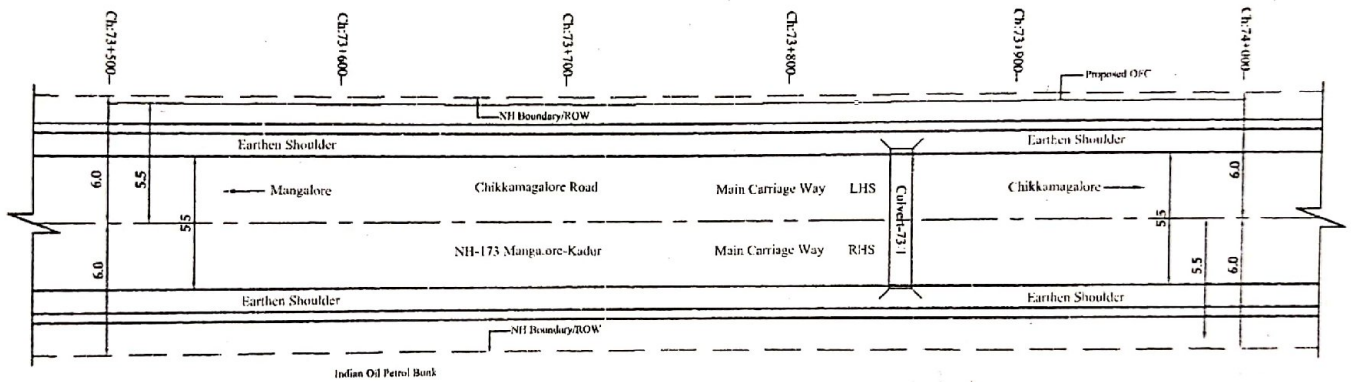 Ch:73+500
Ch:73+600
Ch:73+700
Ch:73+800
Ch:73+900
Ch:74+000
Proposed OFC
NH Boundary/ROW
Earthen Shoulder
Earthen Shoulder
6.0
5.5
5.5
Mangalore
Chikkamagalore Road
Main Carriage Way
LHS
Culvert-73/1
Chikkamagalore
5.5
6.0
6.0
NH-173 Mangalore-Kadur
Main Carriage Way
RHS
5.5
6.0
Earthen Shoulder
Earthen Shoulder
NH Boundary/ROW
Indian Oil Petrol Bunk